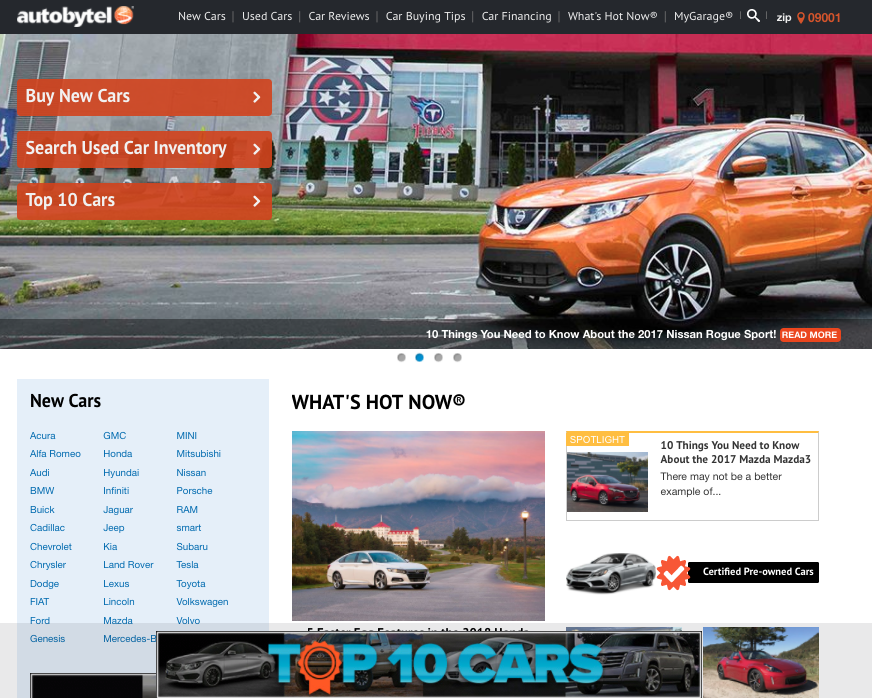 autobytel
New Cars | Used Cars | Car Reviews | Car Buying Tips | Car Financing | What's Hot Now® | MyGarage® | | zip 09001
TITANS
1
Buy New Cars
Search Used Car Inventory
Top 10 Cars
10 Things You Need to Know About the 2017 Nissan Rogue Sport! READ MORE
New Cars
Acura GMC MINI
Alfa Romeo Honda Mitsubishi
Audi Hyundai Nissan
BMW Infiniti Porsche
Buick Jaguar RAM
Cadillac Jeep smart
Chevrolet Kia Subaru
Chrysler Land Rover Tesla
Dodge Lexus Toyota
FIAT Lincoln Volkswagen
Ford Mazda Volvo
Genesis Mercedes-B
WHAT'S HOT NOW®
SPOTLIGHT
10 Things You Need to Know
About the 2017 Mazda Mazda3
There may not be a better
example of...
Certified Pre-owned Cars
TOP 10 CARS